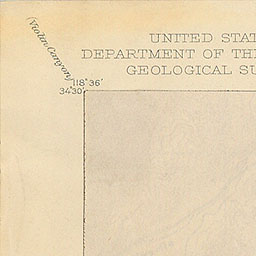 (Violin Canyon)
UNITED STAT
DEPARTMENT OF THE
GEOLOGICAL SU
118° 36'
34°30'